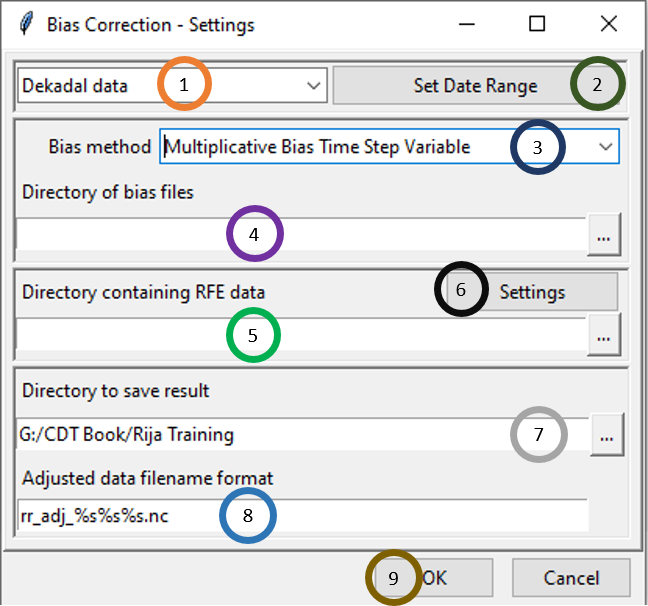 Bias Correction - Settings
Dekadal data 1 Set Date Range 2
Bias method Multiplicative Bias Time Step Variable 3
Directory of bias files
4 ...
Directory containing RFE data 6 Settings
5 ...
Directory to save result
G:/CDT Book/Rija Training 7 ...
Adjusted data filename format
rr_adj_%s%s%s.nc 8
9 OK Cancel